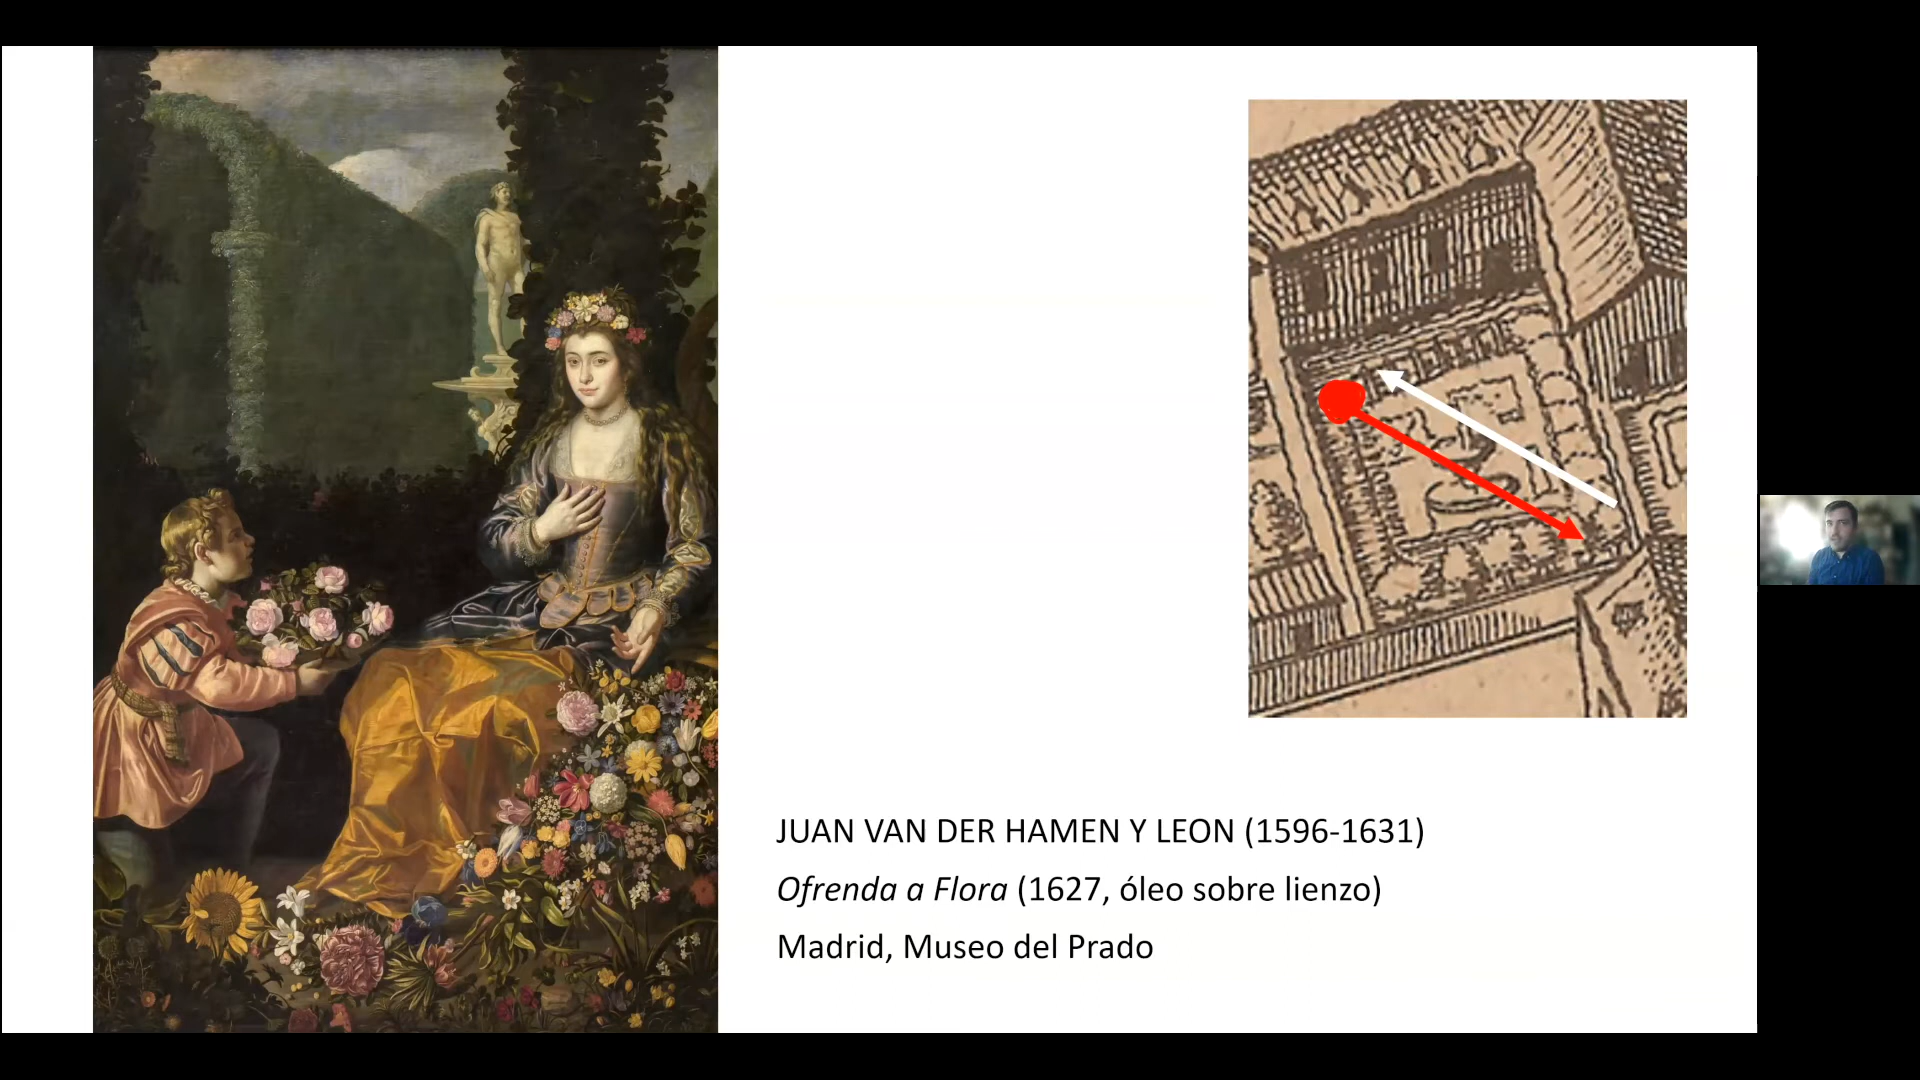 JUAN VAN DER HAMEN Y LEON (1596-1631)
Ofrenda a Flora (1627, óleo sobre lienzo)
Madrid, Museo del Prado